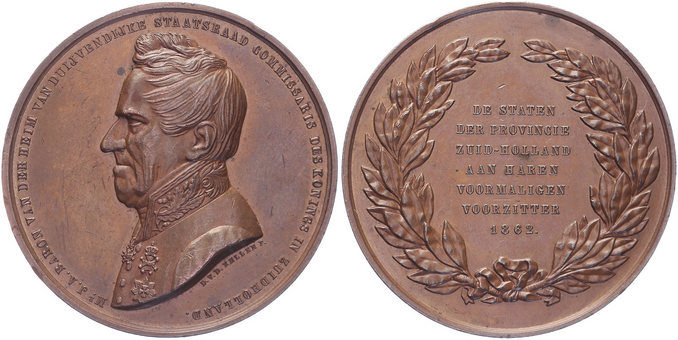 Mr J.A. BARON VAN DER HEIM VAN DUIJVENDIJKE STAATSRAAD COMMISSARIS DES KONINGS IN ZUIDHOLLAND.
D.V.D. KELLEN F.
DE STATEN
DER PROVINCIE
ZUID-HOLLAND
AAN HAREN
VOORMALIGEN
VOORZITTER
1862.